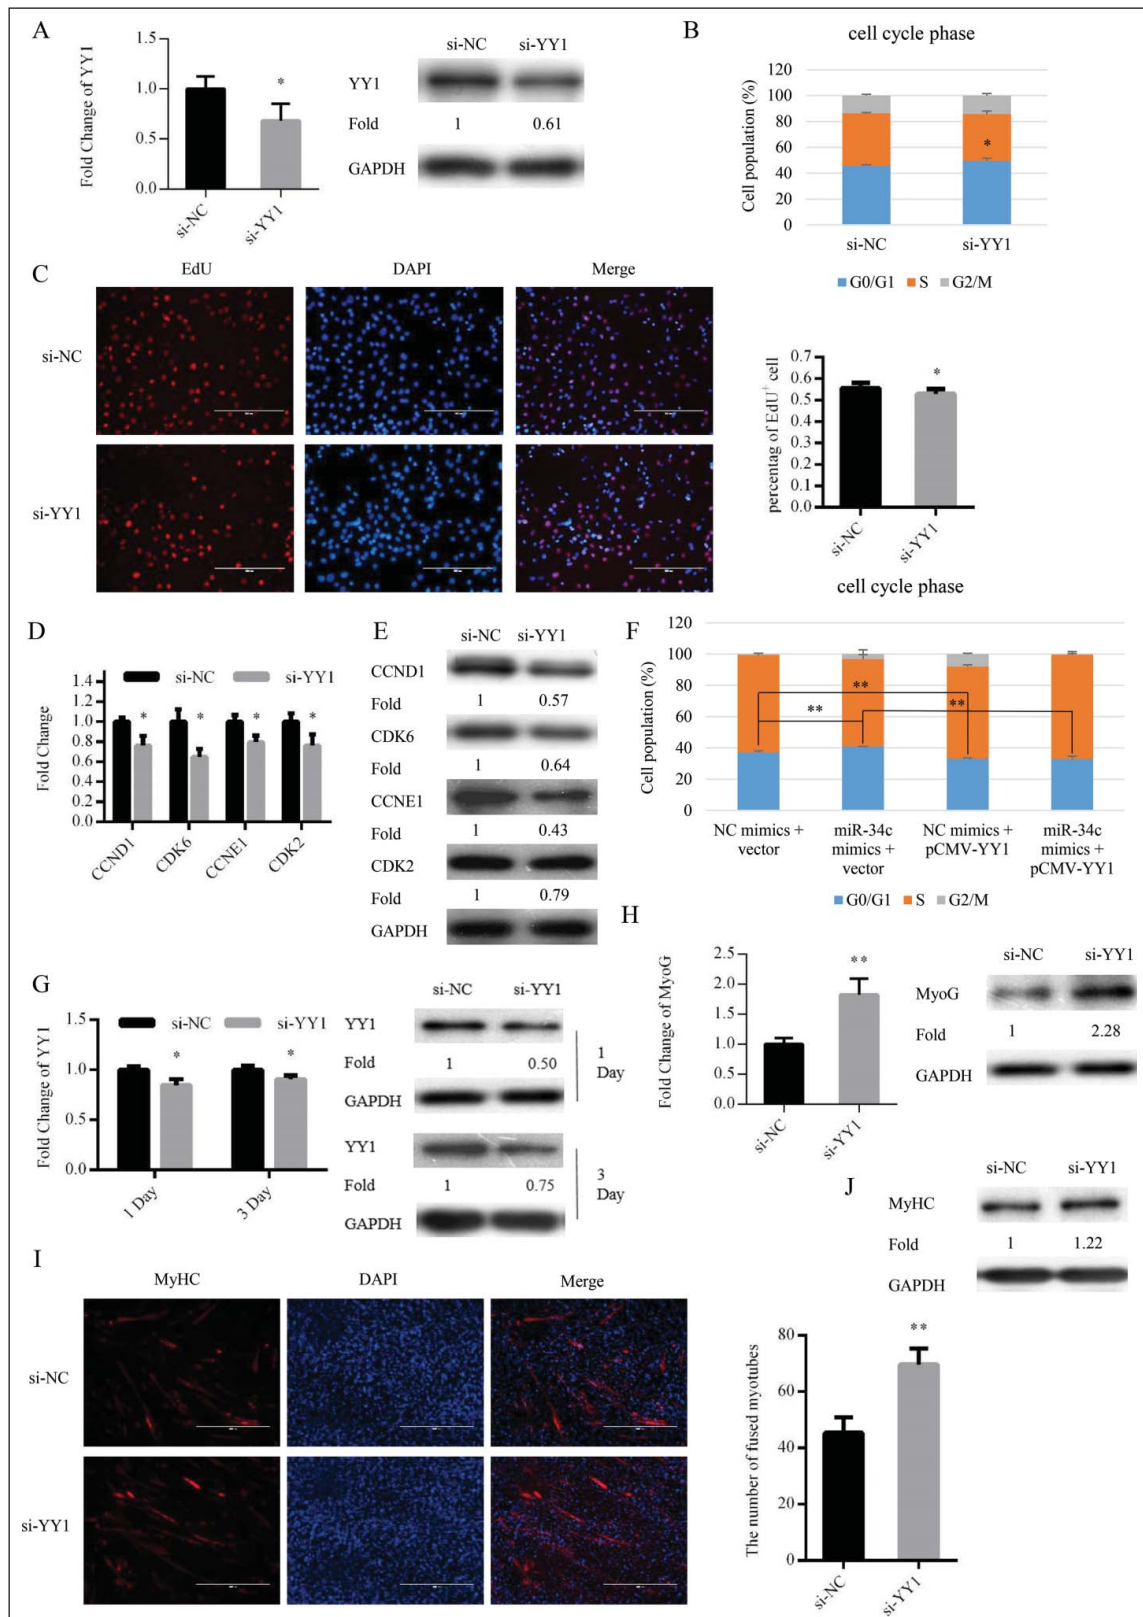 A
Fold Change of YY1
1.5
1.0
0.5
0.0
*
si-NC
si-YY1
si-NC si-YY1
YY1
Fold 1 0.61
GAPDH
B
cell cycle phase
Cell population (%)
120
100
80
60
40
20
0
*
si-NC si-YY1
G0/G1 S G2/M
C
EdU DAPI Merge
si-NC
si-YY1
percentag of EdU+ cell
0.7
0.6
0.5
0.4
0.3
0.2
0.1
0.0
*
si-NC
si-YY1
D
si-NC si-YY1
Fold Change
1.4
1.2
1.0
0.8
0.6
0.4
0.2
0.0
* * * *
CCND1
CDK6
CCNE1
CDK2
E
si-NC si-YY1
CCND1
Fold 1 0.57
CDK6
Fold 1 0.64
CCNE1
Fold 1 0.43
CDK2
Fold 1 0.79
GAPDH
F
cell cycle phase
Cell population (%)
120
100
80
60
40
20
0
**
**
**
NC mimics + vector
miR-34c mimics + vector
NC mimics + pCMV-YY1
miR-34c mimics + pCMV-YY1
G0/G1 S G2/M
G
si-NC si-YY1
Fold Change of YY1
1.5
1.0
0.5
0.0
* *
1 Day
3 Day
si-NC si-YY1
YY1
Fold 1 0.50
GAPDH
1 Day
YY1
Fold 1 0.75
GAPDH
3 Day
H
Fold Change of MyoG
2.5
2.0
1.5
1.0
0.5
0.0
**
si-NC
si-YY1
si-NC si-YY1
MyoG
Fold 1 2.28
GAPDH
I
MyHC DAPI Merge
si-NC
si-YY1
J
si-NC si-YY1
MyHC
Fold 1 1.22
GAPDH
The number of fused myotubes
80
60
40
20
0
**
si-NC
si-YY1